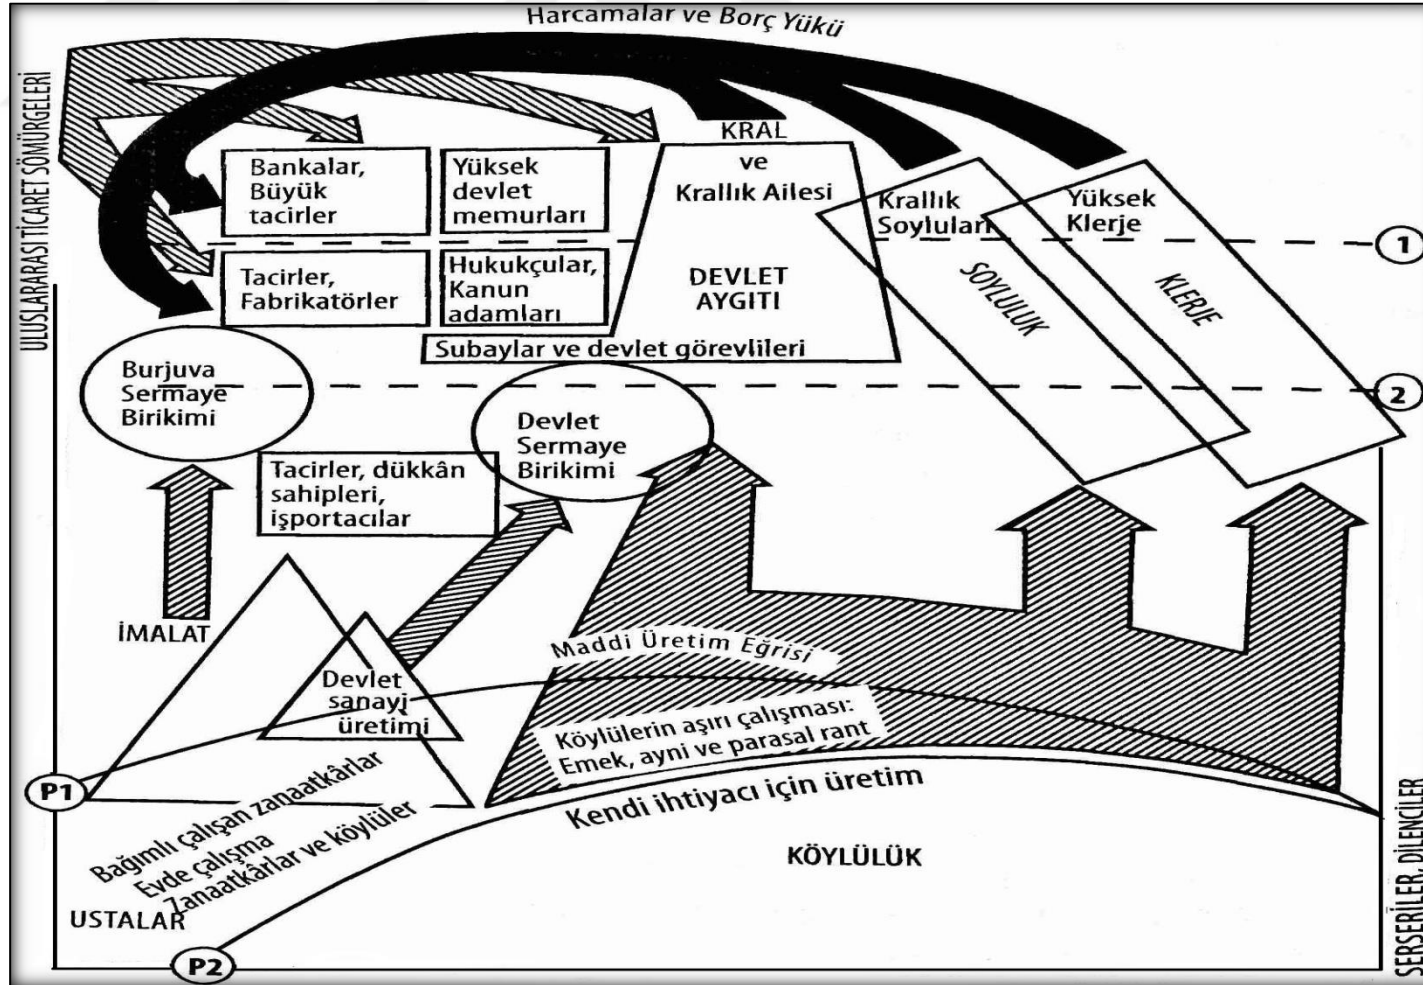 Harcamalar ve Borç Yükü
ULUSLARARASI TİCARET SÖMÜRGELERİ
KRAL
ve
Krallık Ailesi
Bankalar,
Büyük
tacirler
Yüksek
devlet
memurları
Krallık
Soyluları
Yüksek
Klerje
1
Tacirler,
Fabrikatörler
Hukukçular,
Kanun
adamları
DEVLET
AYGITI
SOYLULUK
KLERJE
Subaylar ve devlet görevlileri
Burjuva
Sermaye
Birikimi
2
Devlet
Sermaye
Birikimi
Tacirler, dükkân
sahipleri,
işportacılar
İMALAT
Maddi Üretim Eğrisi
Devlet
sanayi
üretimi
Köylülerin aşırı çalışması:
Emek, ayni ve parasal rant
P1
Kendi ihtiyacı için üretim
Bağımlı çalışan zanaatkârlar
Evde çalışma
Zanaatkârlar ve köylüler
KÖYLÜLÜK
USTALAR
P2
SERSERİLER, DİLENCİLER